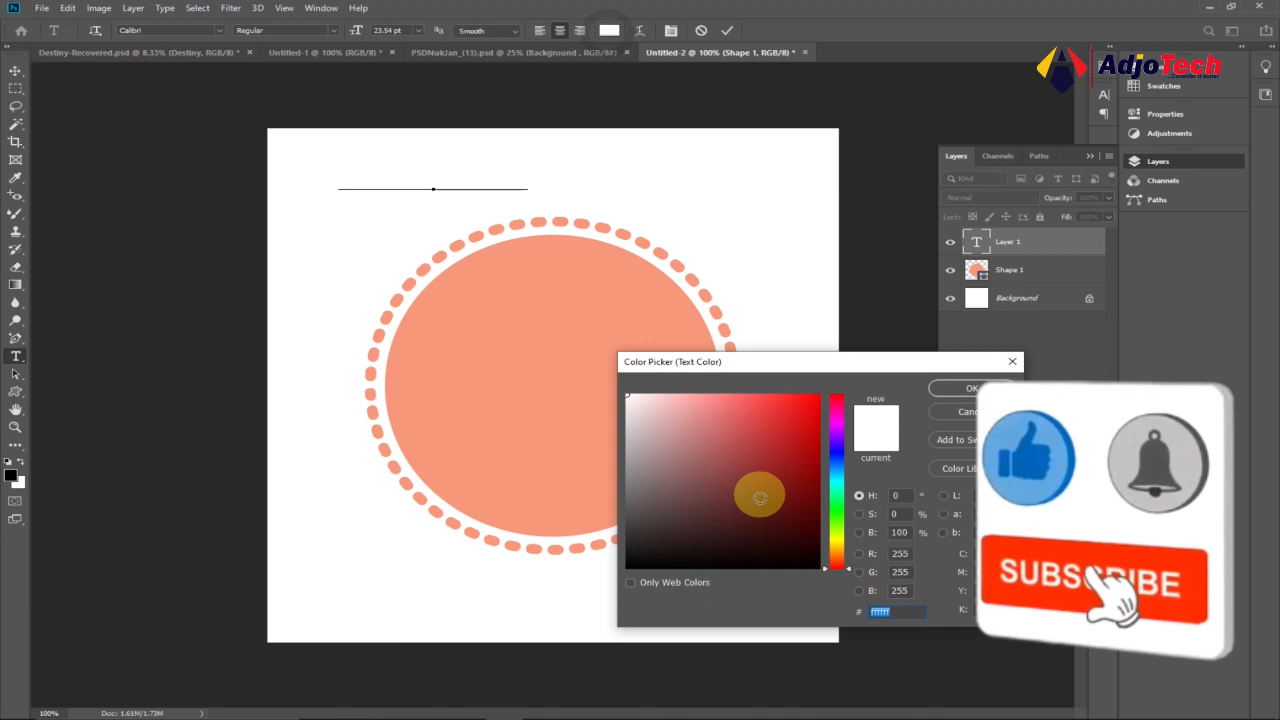 Ps File Edit Image Layer Type Select Filter 3D View Window Help
T Calibri Regular 23.54 pt Smooth
Destiny-Recovered.psd @ 8.33% (Destiny, RGB/8) * × Untitled-1 @ 100% (RGB/8) * × PSDNukJan_(13).psd @ 25% (Background , RGB/8#) × Untitled-2 @ 100% (Shape 1, RGB/8) * ×
AdjoTech
Swatches
Properties
Adjustments
Layers Channels Paths
Layers
Kind
Channels
Normal Opacity: 100%
Paths
Lock: Fill: 100%
T Layer 1
Shape 1
Background
Color Picker (Text Color)
OK
new
Add to Sw
current
Color Lib
H: 0 ° L:
S: 0 % a:
B: 100 % b:
R: 255 C:
G: 255 M:
B: 255 Y:
# ffffff K:
Only Web Colors
SUBSCRIBE
100% Doc: 1.61M/1.73M